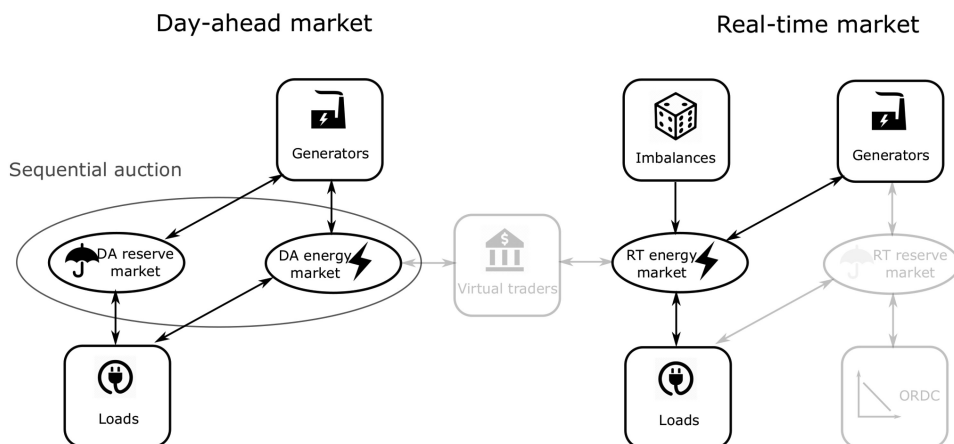 Day-ahead market
Real-time market
Generators
Imbalances
Generators
Sequential auction
DA reserve
market
DA energy
market
$
Virtual traders
RT energy
market
RT reserve
market
Loads
Loads
ORDC